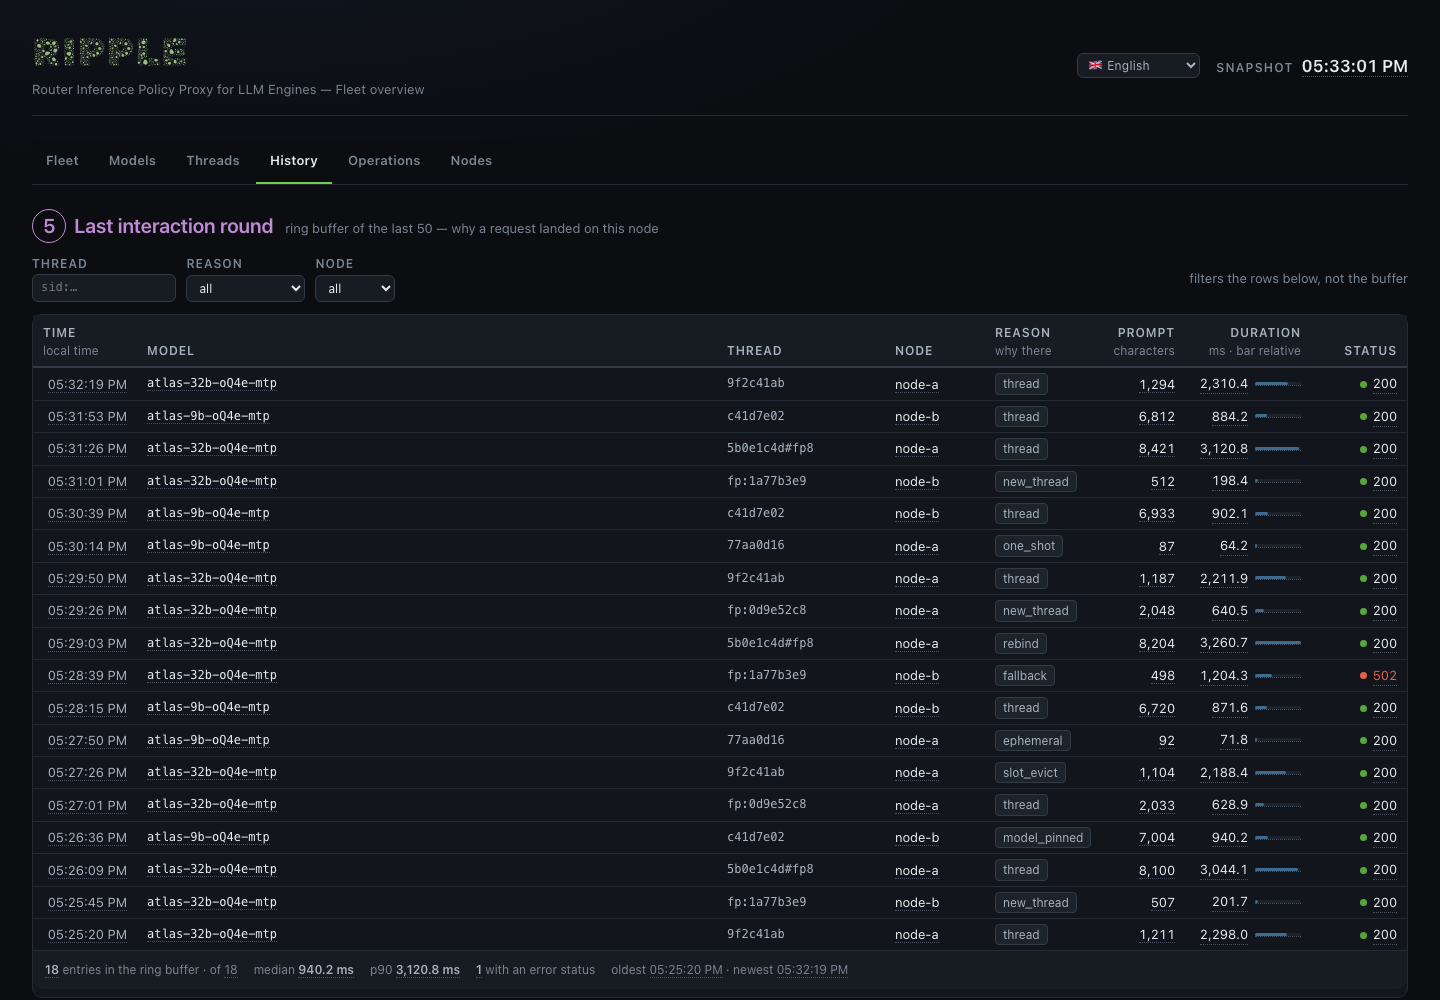 RIPPLE
Router Inference Policy Proxy for LLM Engines — Fleet overview
English
SNAPSHOT 05:33:01 PM
Fleet Models Threads History Operations Nodes
5 Last interaction round ring buffer of the last 50 — why a request landed on this node
THREAD REASON NODE
sid:… all all
filters the rows below, not the buffer
TIME REASON PROMPT DURATION
local time MODEL THREAD NODE why there characters ms · bar relative STATUS
05:32:19 PM atlas-32b-oQ4e-mtp 9f2c41ab node-a thread 1,294 2,310.4 200
05:31:53 PM atlas-9b-oQ4e-mtp c41d7e02 node-b thread 6,812 884.2 200
05:31:26 PM atlas-32b-oQ4e-mtp 5b0e1c4d#fp8 node-a thread 8,421 3,120.8 200
05:31:01 PM atlas-32b-oQ4e-mtp fp:1a77b3e9 node-b new_thread 512 198.4 200
05:30:39 PM atlas-9b-oQ4e-mtp c41d7e02 node-b thread 6,933 902.1 200
05:30:14 PM atlas-9b-oQ4e-mtp 77aa0d16 node-a one_shot 87 64.2 200
05:29:50 PM atlas-32b-oQ4e-mtp 9f2c41ab node-a thread 1,187 2,211.9 200
05:29:26 PM atlas-32b-oQ4e-mtp fp:0d9e52c8 node-a new_thread 2,048 640.5 200
05:29:03 PM atlas-32b-oQ4e-mtp 5b0e1c4d#fp8 node-a rebind 8,204 3,260.7 200
05:28:39 PM atlas-32b-oQ4e-mtp fp:1a77b3e9 node-b fallback 498 1,204.3 502
05:28:15 PM atlas-9b-oQ4e-mtp c41d7e02 node-b thread 6,720 871.6 200
05:27:50 PM atlas-9b-oQ4e-mtp 77aa0d16 node-a ephemeral 92 71.8 200
05:27:26 PM atlas-32b-oQ4e-mtp 9f2c41ab node-a slot_evict 1,104 2,188.4 200
05:27:01 PM atlas-32b-oQ4e-mtp fp:0d9e52c8 node-a thread 2,033 628.9 200
05:26:36 PM atlas-9b-oQ4e-mtp c41d7e02 node-b model_pinned 7,004 940.2 200
05:26:09 PM atlas-32b-oQ4e-mtp 5b0e1c4d#fp8 node-a thread 8,100 3,044.1 200
05:25:45 PM atlas-32b-oQ4e-mtp fp:1a77b3e9 node-b new_thread 507 201.7 200
05:25:20 PM atlas-32b-oQ4e-mtp 9f2c41ab node-a thread 1,211 2,298.0 200
18 entries in the ring buffer · of 18 median 940.2 ms p90 3,120.8 ms 1 with an error status oldest 05:25:20 PM · newest 05:32:19 PM